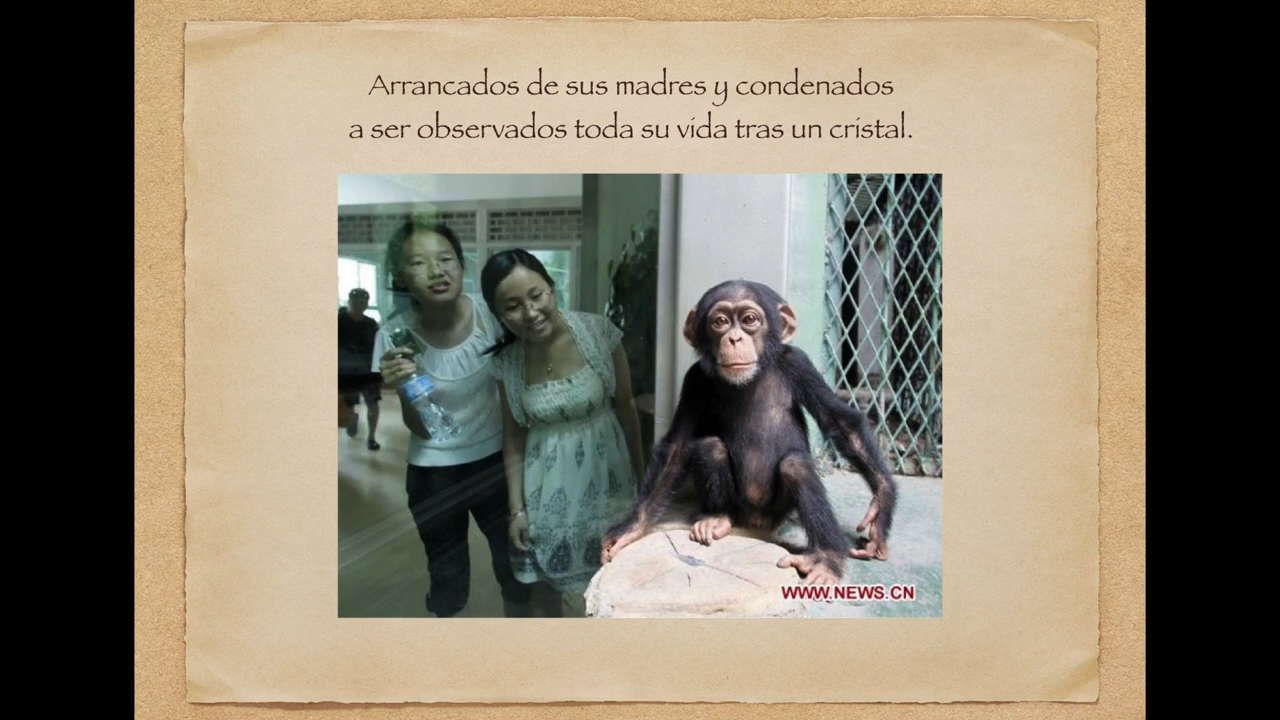 Arrancados de sus madres y condenados
a ser observados toda su vida tras un cristal.
WWW.NEWS.CN